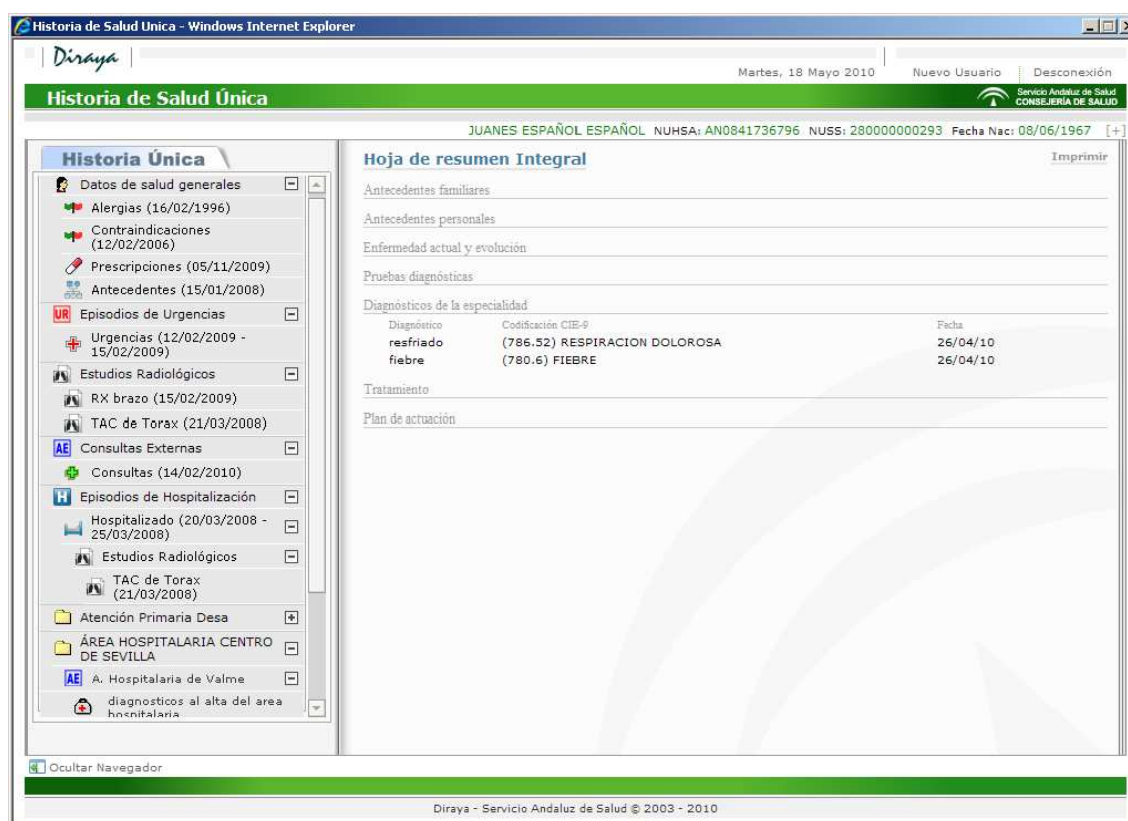 Historia de Salud Unica - Windows Internet Explorer
Diraya
Martes, 18 Mayo 2010 Nuevo Usuario Desconexión
Historia de Salud Única
Servicio Andaluz de Salud
CONSEJERÍA DE SALUD
JUANES ESPAÑOL ESPAÑOL NUHSA: AN0841736796 NUSS: 280000000293 Fecha Nac: 08/06/1967 [+]
Historia Única
Datos de salud generales
Alergias (16/02/1996)
Contraindicaciones
(12/02/2006)
Prescripciones (05/11/2009)
Antecedentes (15/01/2008)
UR Episodios de Urgencias
Urgencias (12/02/2009 -
15/02/2009)
Estudios Radiológicos
RX brazo (15/02/2009)
TAC de Torax (21/03/2008)
AE Consultas Externas
Consultas (14/02/2010)
H Episodios de Hospitalización
Hospitalizado (20/03/2008 -
25/03/2008)
Estudios Radiológicos
TAC de Torax
(21/03/2008)
Atención Primaria Desa
ÁREA HOSPITALARIA CENTRO
DE SEVILLA
AE A. Hospitalaria de Valme
diagnosticos al alta del area
hospitalaria
Hoja de resumen Integral Imprimir
Antecedentes familiares
Antecedentes personales
Enfermedad actual y evolución
Pruebas diagnósticas
Diagnósticos de la especialidad
Diagnóstico Codificación CIE-9 Fecha
resfriado (786.52) RESPIRACION DOLOROSA 26/04/10
fiebre (780.6) FIEBRE 26/04/10
Tratamiento
Plan de actuación
Ocultar Navegador
Diraya - Servicio Andaluz de Salud © 2003 - 2010